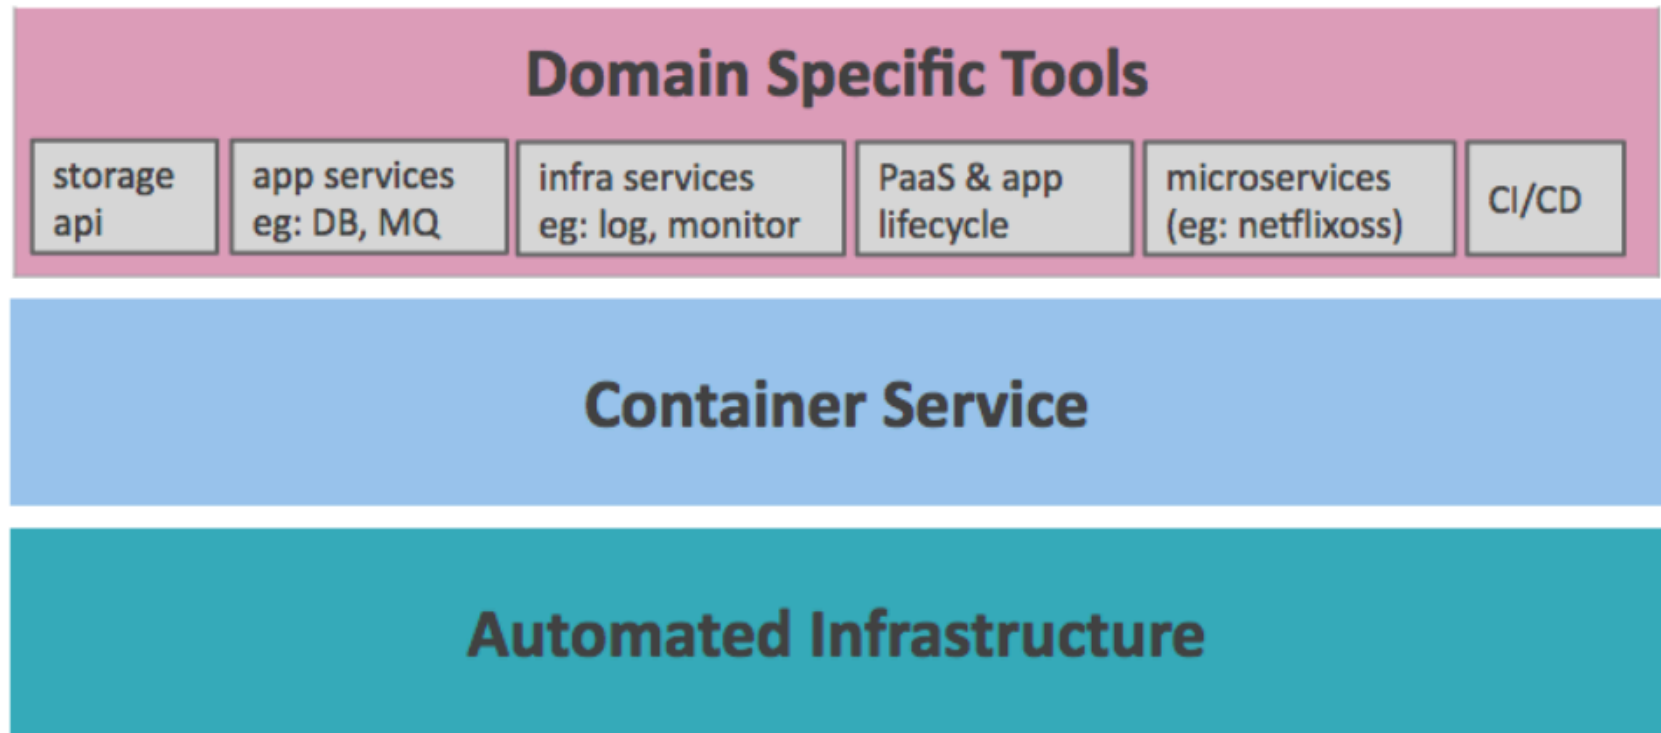 Domain Specific Tools
storage
api
app services
eg: DB, MQ
infra services
eg: log, monitor
PaaS & app
lifecycle
microservices
(eg: netflixoss)
CI/CD
Container Service
Automated Infrastructure